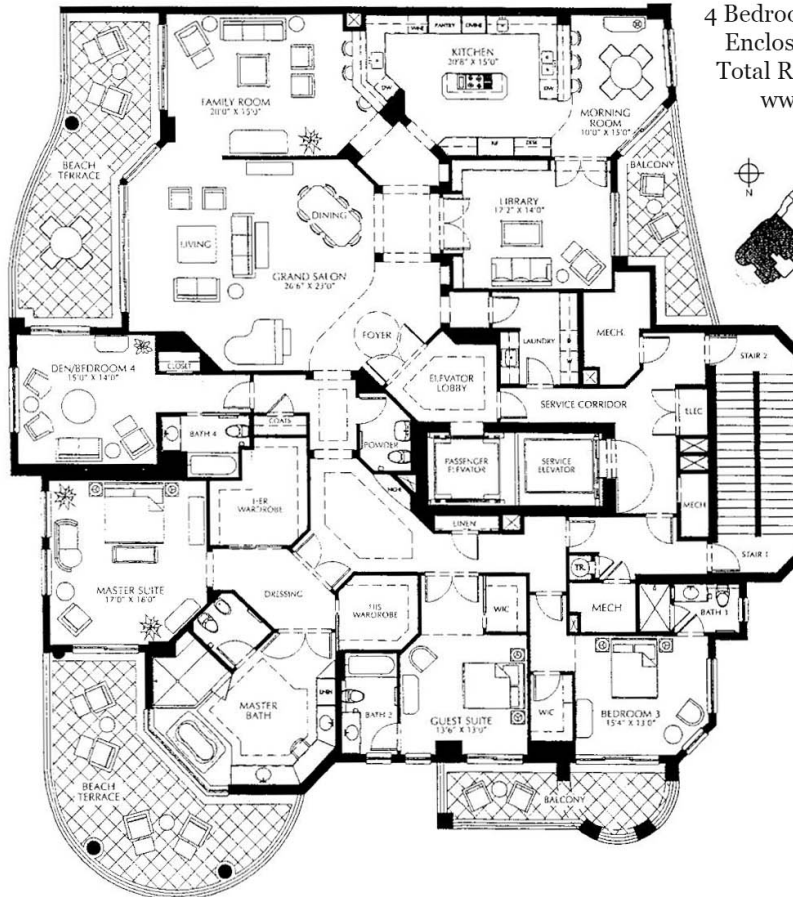 4 Bedroo
Enclos
Total R
ww
N
WINE
PANTRY
KITCHEN
20'8" X 15'0"
DW
DW
FAMILY ROOM
20'0" X 15'0"
MORNING
ROOM
10'0" X 15'0"
BEACH
TERRACE
BALCONY
LIBRARY
17'2" X 14'0"
DINING
LIVING
GRAND SALON
26'6" X 23'0"
FOYER
LAUNDRY
MECH.
STAIR 2
DEN/BEDROOM 4
15'0" X 14'0"
CLOSET
ELEVATOR
LOBBY
SERVICE CORRIDOR
ELEC
COATS
BATH 4
POWDER
PASSENGER
ELEVATOR
SERVICE
ELEVATOR
HER
WARDROBE
NICHE
MECH
LINEN
STAIR 1
MASTER SUITE
17'0" X 16'0"
DRESSING
TR.
HIS
WARDROBE
WIC
MECH
BATH 3
MASTER
BATH
LINEN
BATH 2
GUEST SUITE
13'6" X 13'0"
WIC
BEDROOM 3
15'4" X 13'0"
BEACH
TERRACE
BALCONY